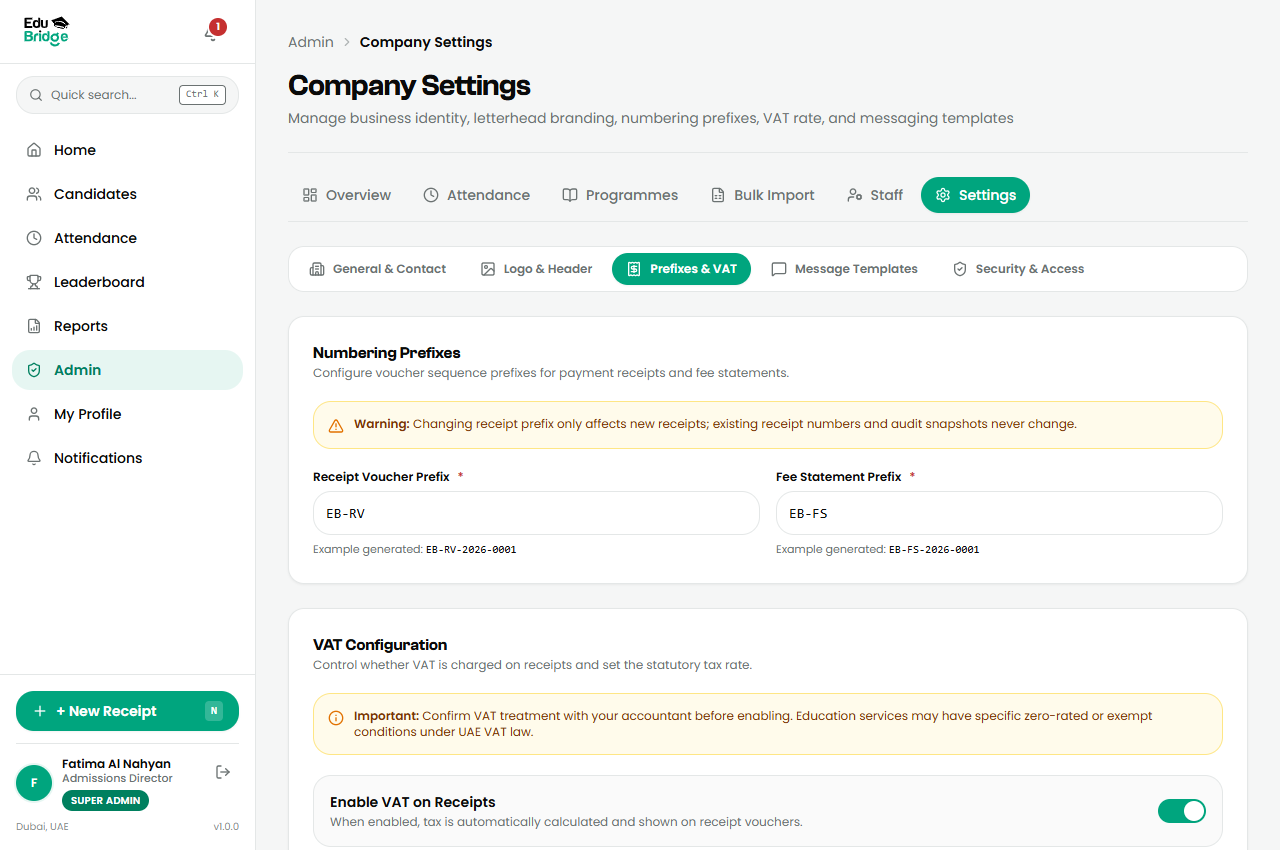 Edu
Bridge
1
Quick search...
Ctrl K
Home
Candidates
Attendance
Leaderboard
Reports
Admin
My Profile
Notifications
+ New Receipt
N
F
Fatima Al Nahyan
Admissions Director
SUPER ADMIN
Dubai, UAE
v1.0.0
Admin > Company Settings
Company Settings
Manage business identity, letterhead branding, numbering prefixes, VAT rate, and messaging templates
Overview
Attendance
Programmes
Bulk Import
Staff
Settings
General & Contact
Logo & Header
Prefixes & VAT
Message Templates
Security & Access
Numbering Prefixes
Configure voucher sequence prefixes for payment receipts and fee statements.
Warning: Changing receipt prefix only affects new receipts; existing receipt numbers and audit snapshots never change.
Receipt Voucher Prefix *
EB-RV
Example generated: EB-RV-2026-0001
Fee Statement Prefix *
EB-FS
Example generated: EB-FS-2026-0001
VAT Configuration
Control whether VAT is charged on receipts and set the statutory tax rate.
Important: Confirm VAT treatment with your accountant before enabling. Education services may have specific zero-rated or exempt
conditions under UAE VAT law.
Enable VAT on Receipts
When enabled, tax is automatically calculated and shown on receipt vouchers.